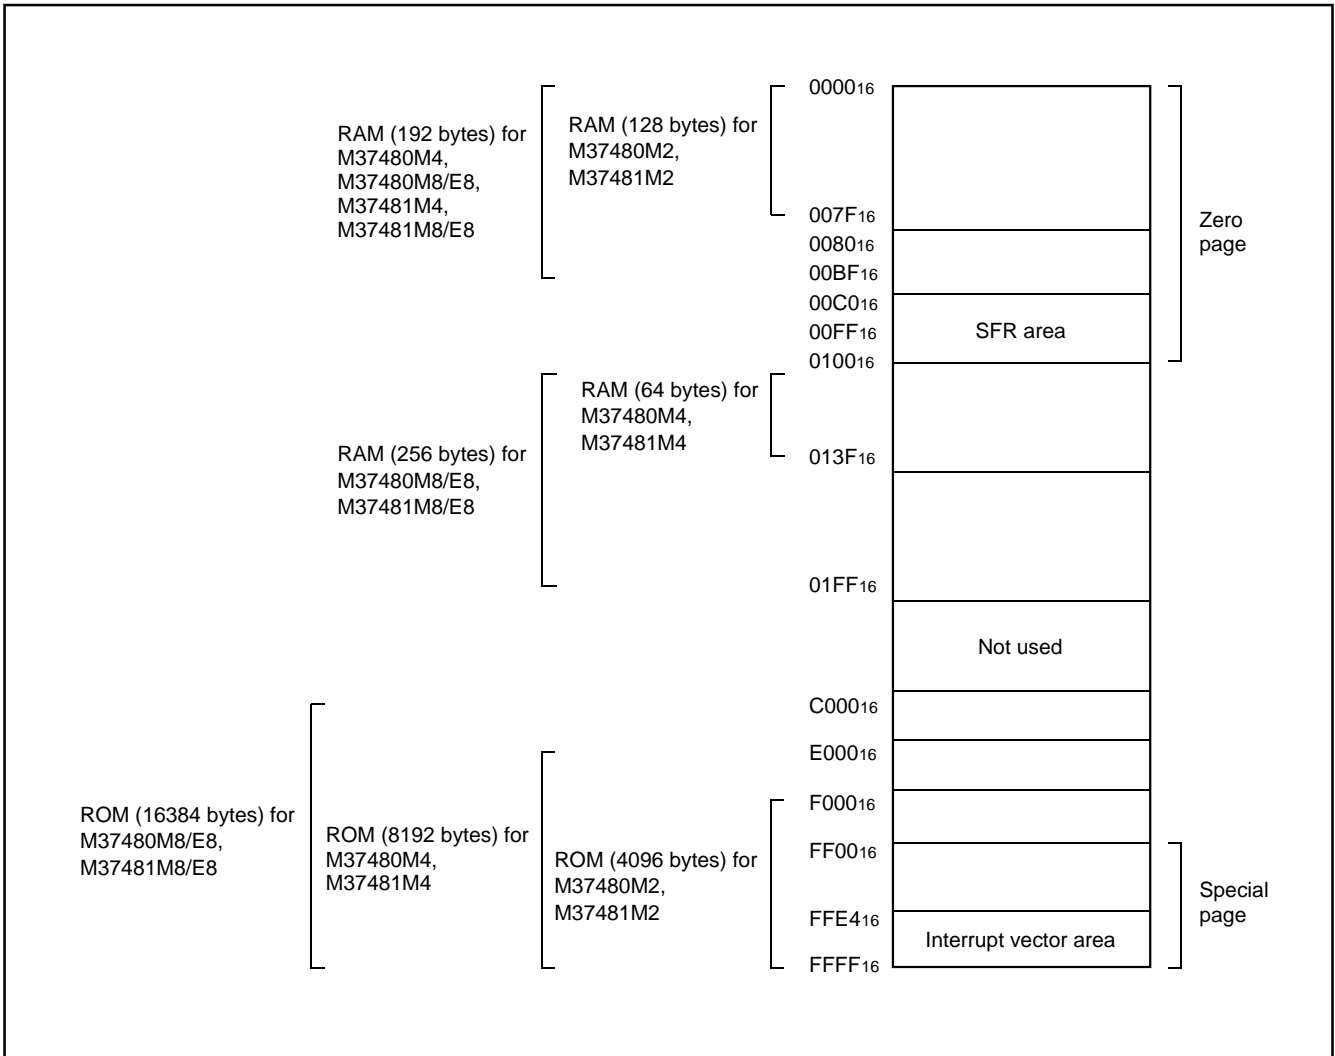 RAM (192 bytes) for
M37480M4,
M37480M8/E8,
M37481M4,
M37481M8/E8
RAM (128 bytes) for
M37480M2,
M37481M2
RAM (256 bytes) for
M37480M8/E8,
M37481M8/E8
RAM (64 bytes) for
M37480M4,
M37481M4
ROM (16384 bytes) for
M37480M8/E8,
M37481M8/E8
ROM (8192 bytes) for
M37480M4,
M37481M4
ROM (4096 bytes) for
M37480M2,
M37481M2
000016
007F16
008016
00BF16
00C016
00FF16
010016
013F16
01FF16
C00016
E00016
F00016
FF0016
FFE416
FFFF16
SFR area
Not used
Interrupt vector area
Zero
page
Special
page